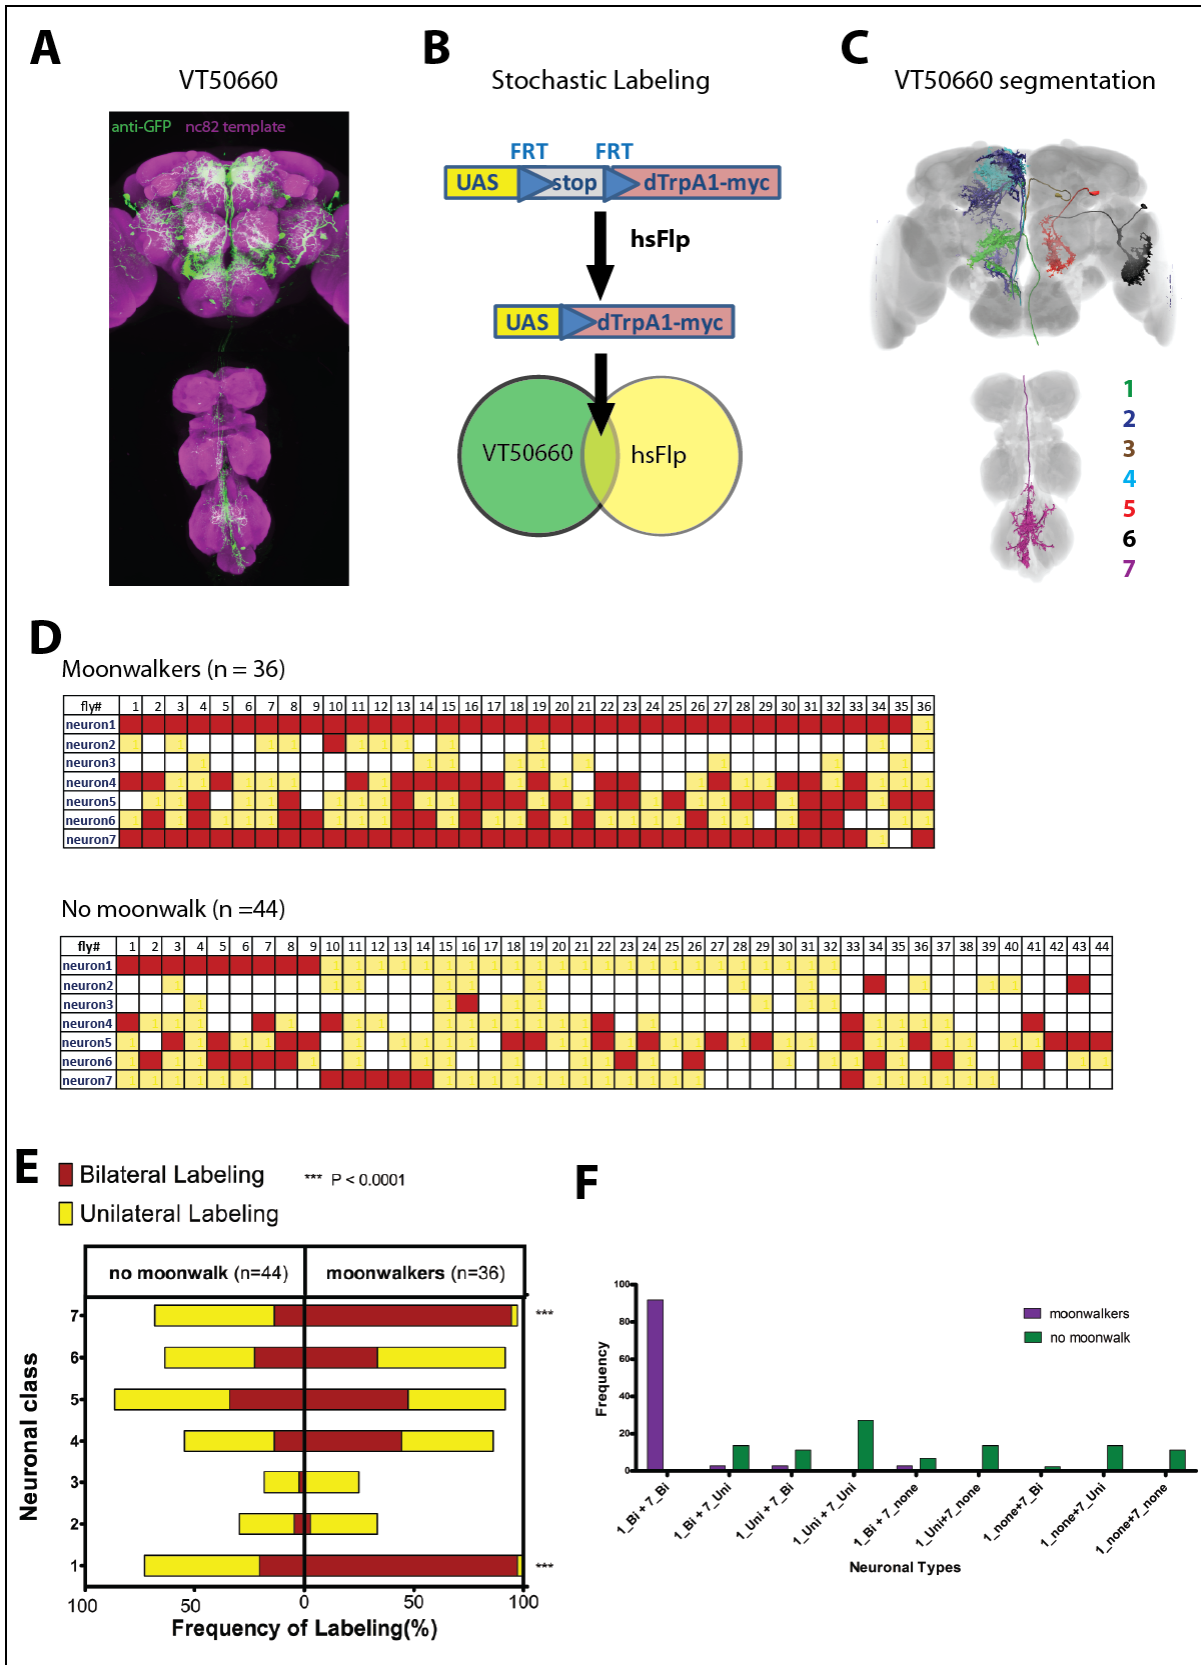 A
VT50660
anti-GFP nc82 template
B
Stochastic Labeling
FRT FRT
UAS stop dTrpA1-myc
hsFlp
UAS dTrpA1-myc
VT50660 hsFlp
C
VT50660 segmentation
1
2
3
4
5
6
7
D
Moonwalkers (n = 36)
fly# 1 2 3 4 5 6 7 8 9 10 11 12 13 14 15 16 17 18 19 20 21 22 23 24 25 26 27 28 29 30 31 32 33 34 35 36
neuron1
neuron2
neuron3
neuron4
neuron5
neuron6
neuron7
No moonwalk (n =44)
fly# 1 2 3 4 5 6 7 8 9 10 11 12 13 14 15 16 17 18 19 20 21 22 23 24 25 26 27 28 29 30 31 32 33 34 35 36 37 38 39 40 41 42 43 44
neuron1
neuron2
neuron3
neuron4
neuron5
neuron6
neuron7
E
Bilateral Labeling
*** P < 0.0001
Unilateral Labeling
no moonwalk (n=44) moonwalkers (n=36)
Neuronal class
7 ***
6
5
4
3
2
1 ***
100 50 0 50 100
Frequency of Labeling(%)
F
Frequency
100
80
60
40
20
0
moonwalkers
no moonwalk
1_Bi + 7_Bi
1_Bi + 7_Uni
1_Uni + 7_Bi
1_Uni + 7_Uni
1_Bi + 7_none
1_Uni+7_none
1_none+7_Bi
1_none+7_Uni
1_none+7_none
Neuronal Types